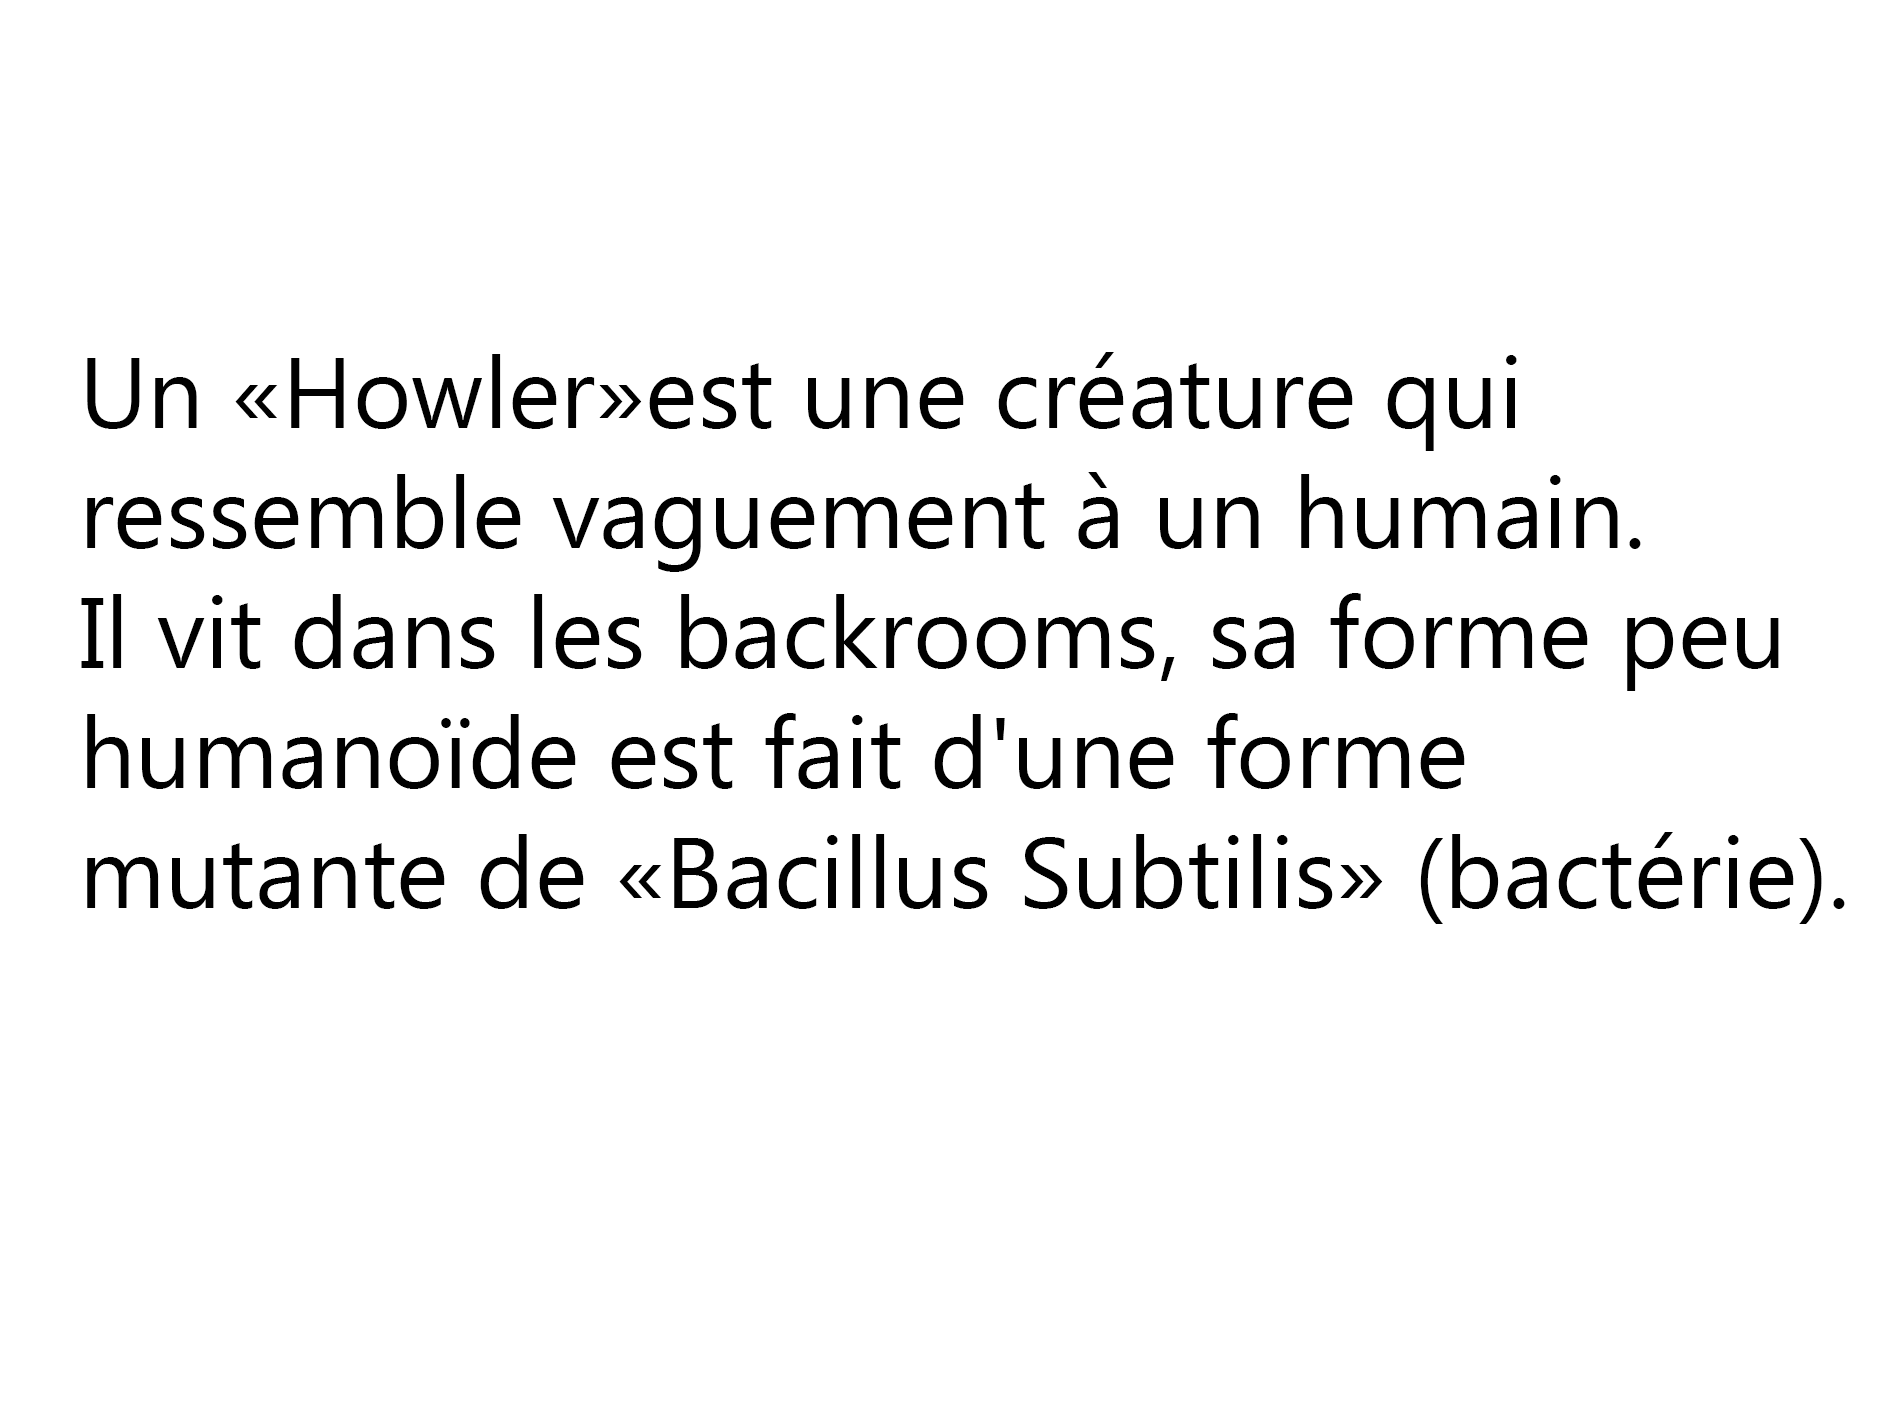 Un «Howler»est une créature qui
ressemble vaguement à un humain.
Il vit dans les backrooms, sa forme peu
humanoïde est fait d'une forme
mutante de «Bacillus Subtilis» (bactérie).